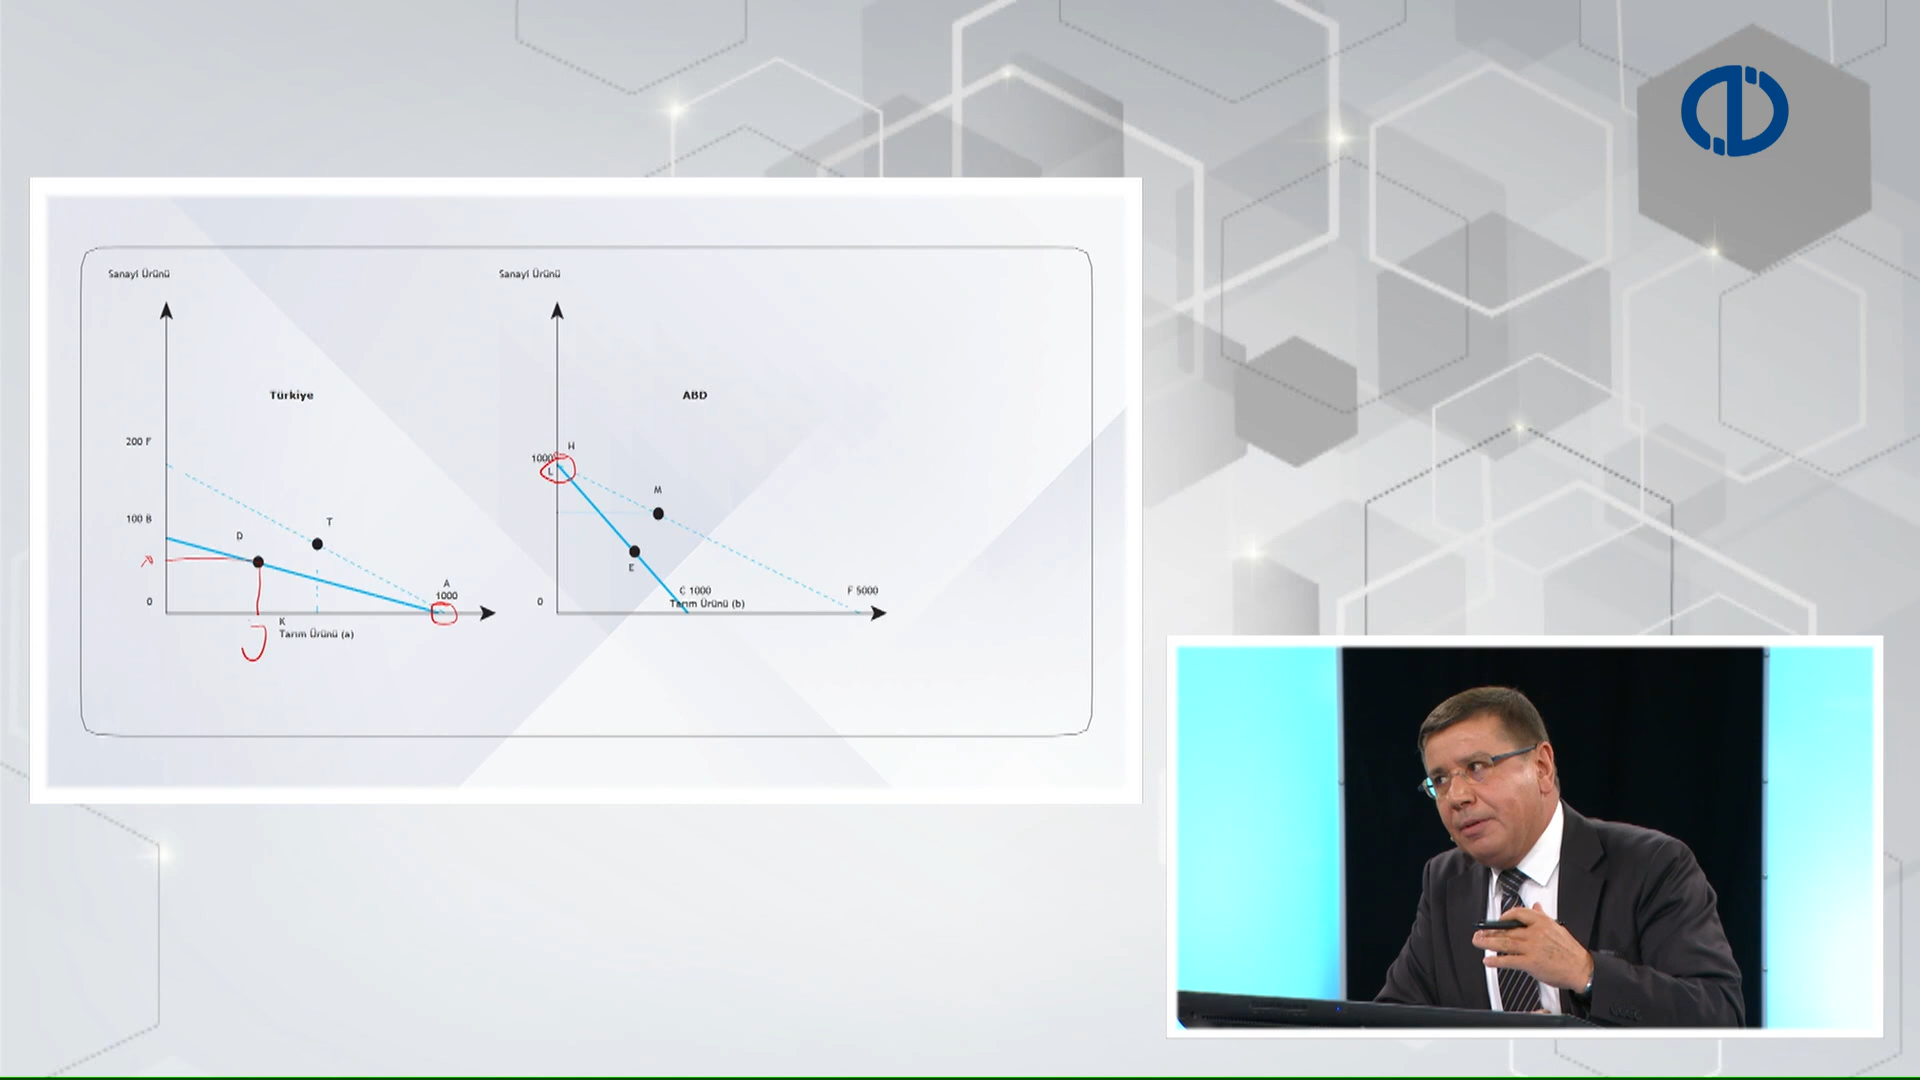 Sanayi Ürünü
Türkiye
200 F
100 B
D
T
A
1000
0
K
Tarım Ürünü (a)
Sanayi Ürünü
ABD
H
1000
L
M
E
C 1000
F 5000
0
Tarım Ürünü (b)